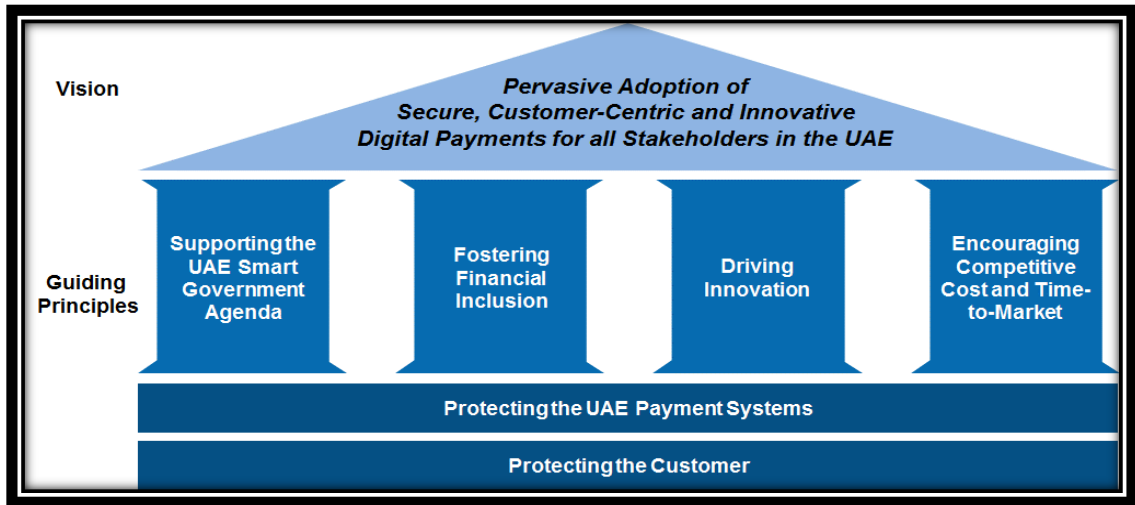 Vision
Pervasive Adoption of
Secure, Customer-Centric and Innovative
Digital Payments for all Stakeholders in the UAE
Guiding
Principles
Supporting the
UAE Smart
Government
Agenda
Fostering
Financial
Inclusion
Driving
Innovation
Encouraging
Competitive
Cost and Time-
to-Market
Protecting the UAE Payment Systems
Protecting the Customer